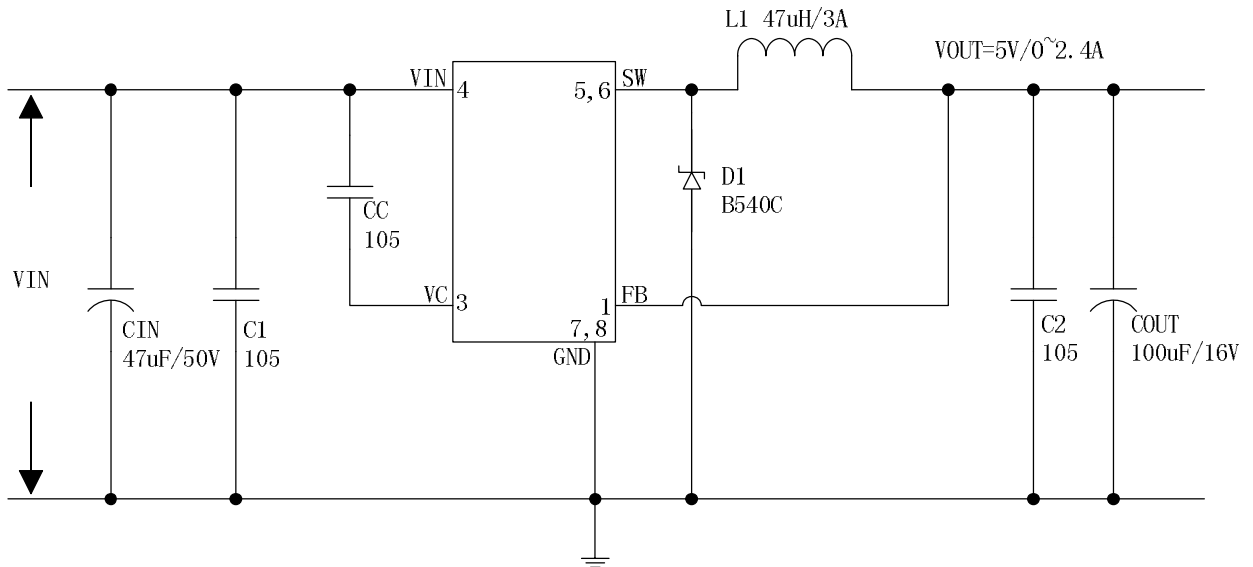 L1 47uH/3A
VOUT=5V/0~2.4A
VIN
4
5,6
SW
D1
B540C
CC
105
VIN
VC
3
1
FB
7,8
GND
CIN
47uF/50V
C1
105
C2
105
COUT
100uF/16V